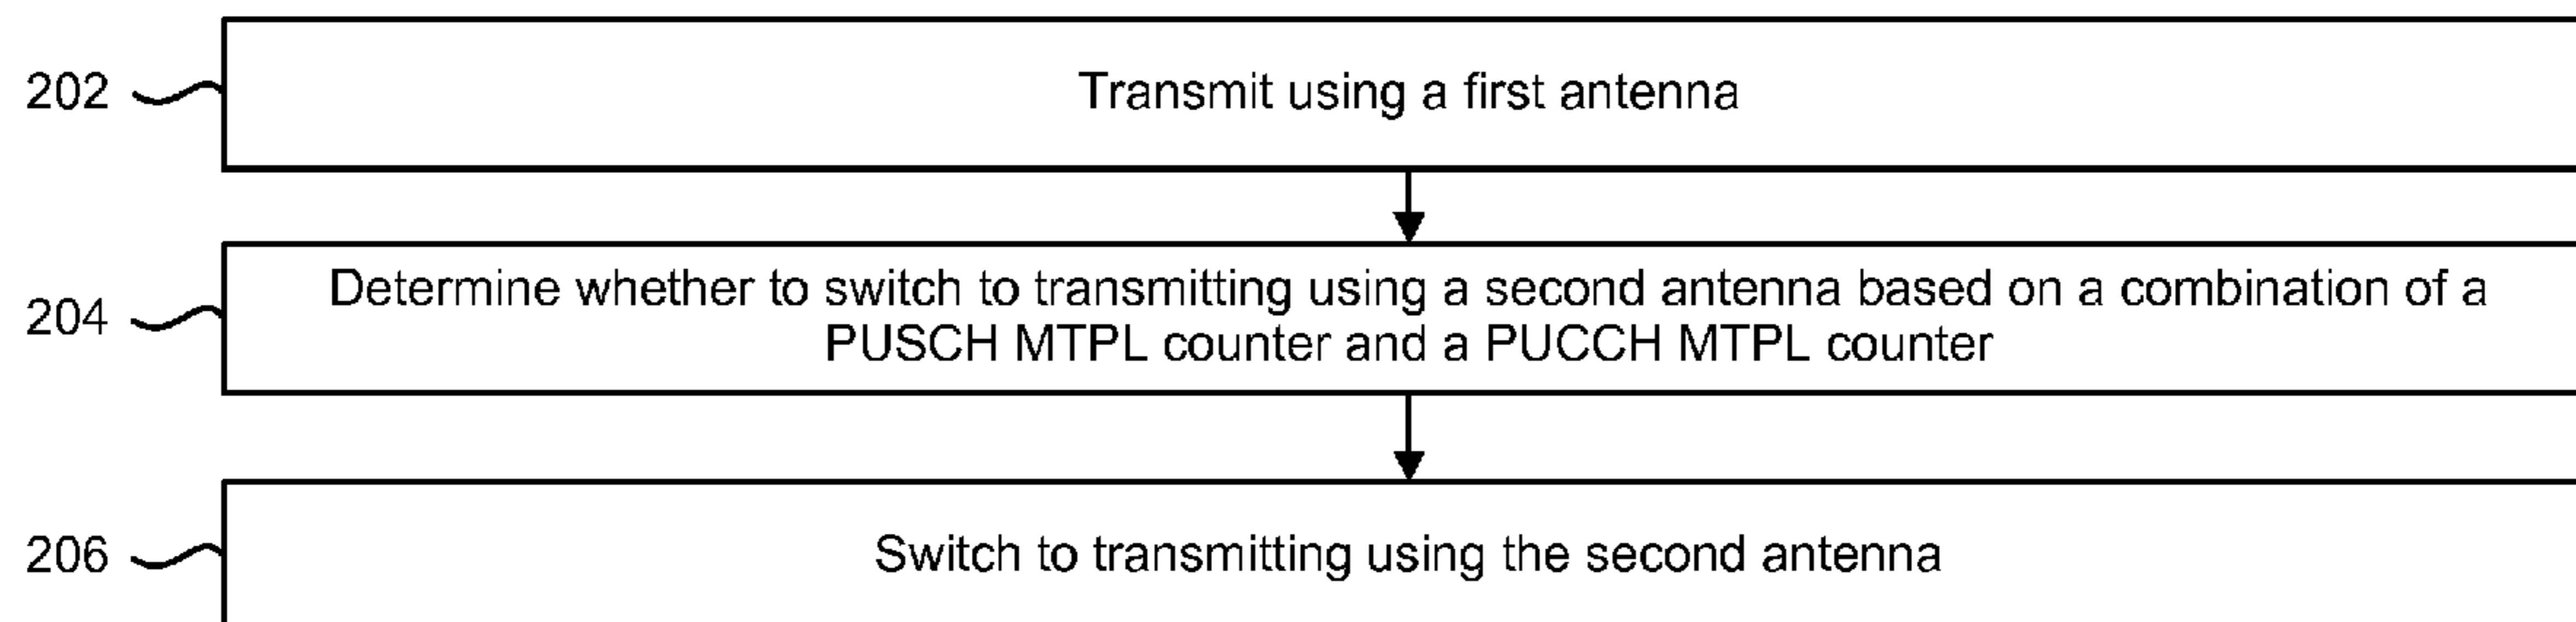 202
Transmit using a first antenna
204
Determine whether to switch to transmitting using a second antenna based on a combination of a
PUSCH MTPL counter and a PUCCH MTPL counter
206
Switch to transmitting using the second antenna